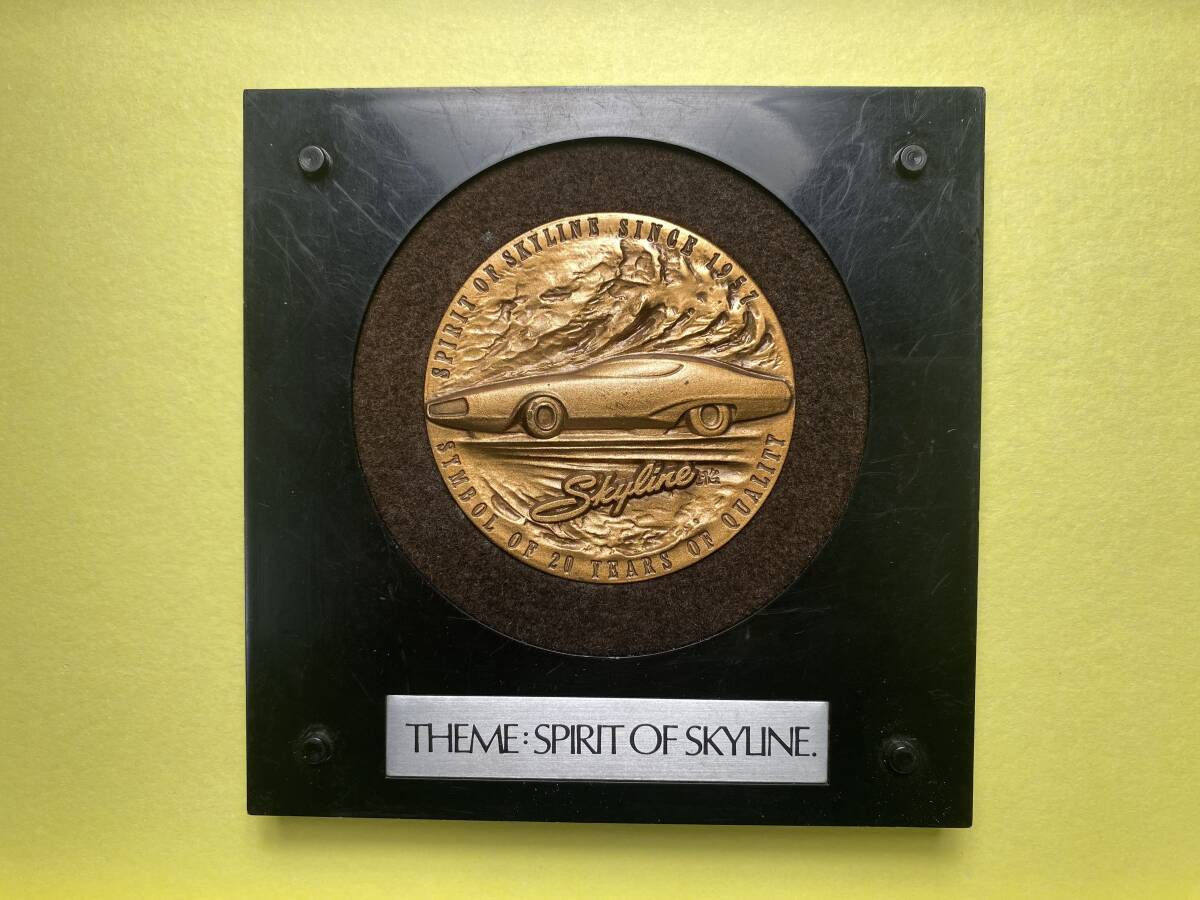 SPIRIT OF SKYLINE SINCE 1957
Skyline
SYMBOL OF 20 YEARS OF QUALITY
THEME: SPIRIT OF SKYLINE.